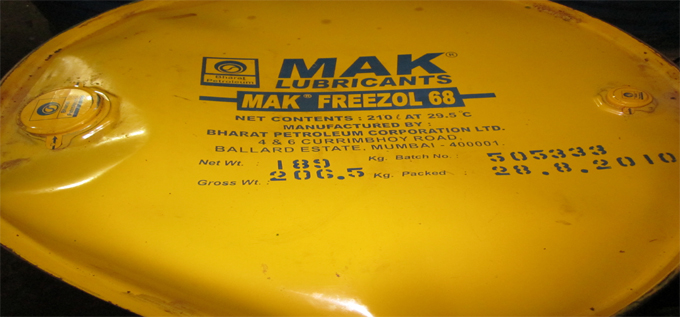 Bharat
Petroleum
MAK®
LUBRICANTS
MAK® FREEZOL 68
NET CONTENTS : 210 ℓ AT 29.5°C
MANUFACTURED BY :
BHARAT PETROLEUM CORPORATION LTD.
4 & 6 CURRIMBHOY ROAD,
BALLARD ESTATE, MUMBAI - 400001.
Net Wt. : 189 Kg. Batch No. : 505333
Gross Wt. : 206.5 Kg. Packed : 28.8.2010